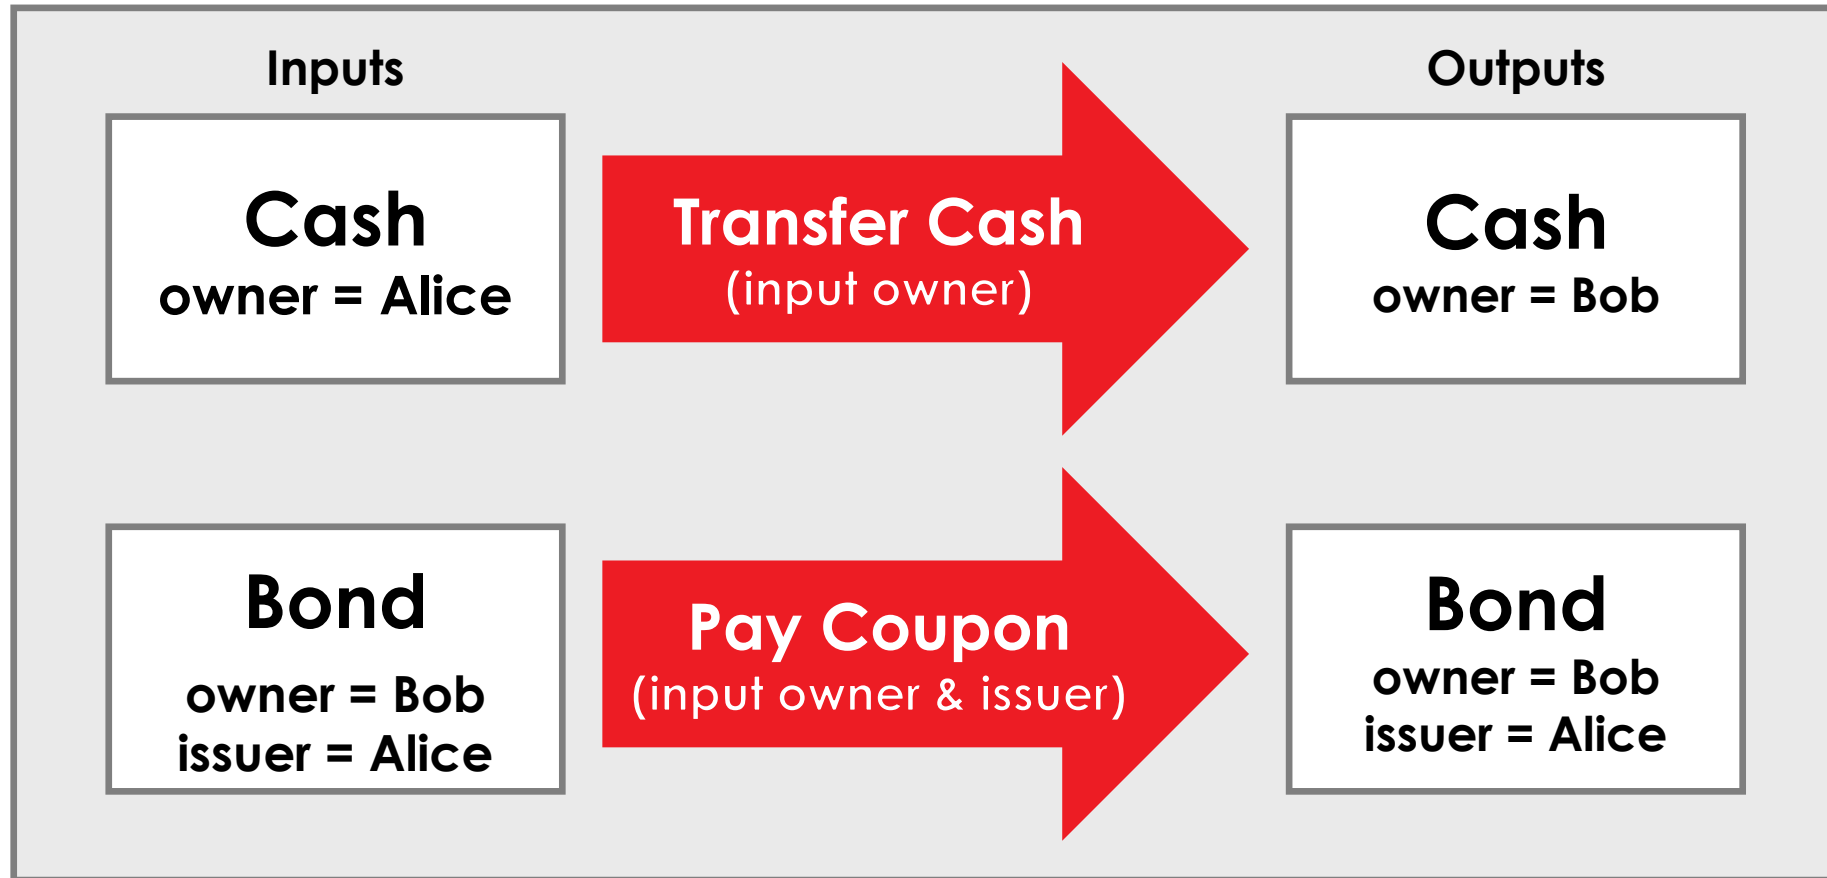 Inputs
Outputs
Cash
owner = Alice
Transfer Cash
(input owner)
Cash
owner = Bob
Bond
owner = Bob
issuer = Alice
Pay Coupon
(input owner & issuer)
Bond
owner = Bob
issuer = Alice